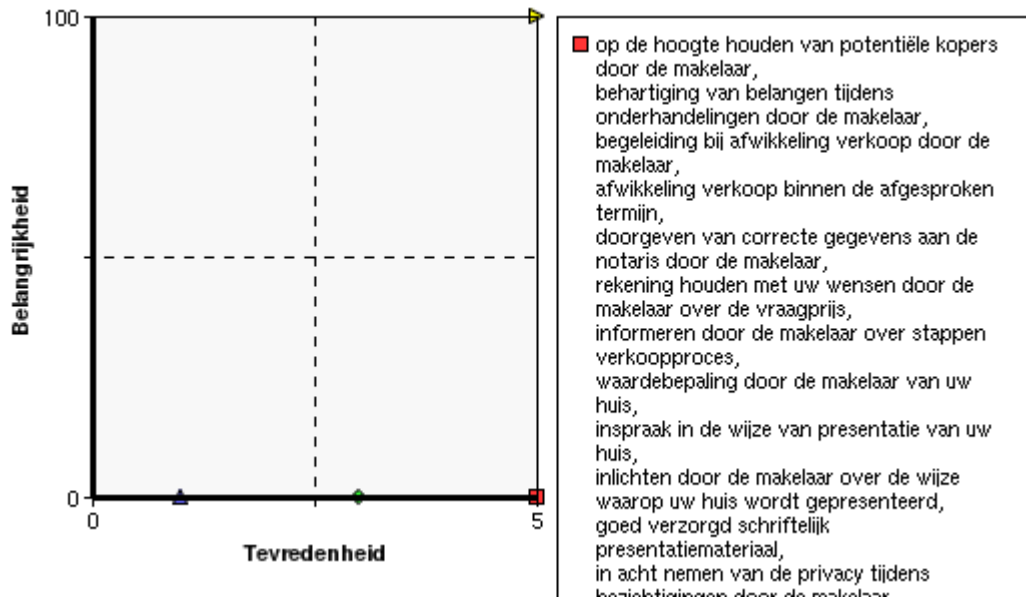 100
Belangrijkheid
0
0
5
Tevredenheid
op de hoogte houden van potentiële kopers
door de makelaar,
behartiging van belangen tijdens
onderhandelingen door de makelaar,
begeleiding bij afwikkeling verkoop door de
makelaar,
afwikkeling verkoop binnen de afgesproken
termijn,
doorgeven van correcte gegevens aan de
notaris door de makelaar,
rekening houden met uw wensen door de
makelaar over de vraagprijs,
informeren door de makelaar over stappen
verkoopproces,
waardebepaling door de makelaar van uw
huis,
inspraak in de wijze van presentatie van uw
huis,
inlichten door de makelaar over de wijze
waarop uw huis wordt gepresenteerd,
goed verzorgd schriftelijk
presentatiemateriaal,
in acht nemen van de privacy tijdens
bezichtigingen door de makelaar